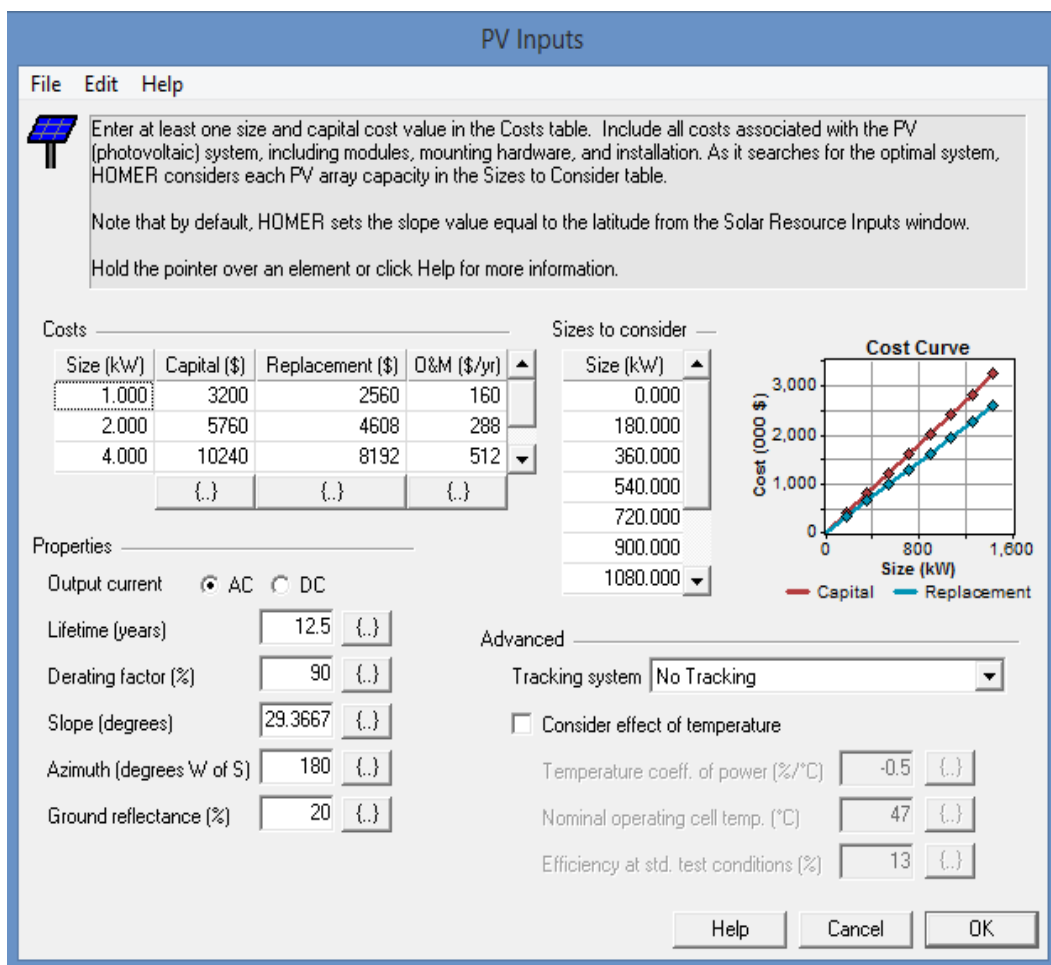 PV Inputs
File Edit Help
Enter at least one size and capital cost value in the Costs table. Include all costs associated with the PV
(photovoltaic) system, including modules, mounting hardware, and installation. As it searches for the optimal system,
HOMER considers each PV array capacity in the Sizes to Consider table.
Note that by default, HOMER sets the slope value equal to the latitude from the Solar Resource Inputs window.
Hold the pointer over an element or click Help for more information.
Costs
Size (kW) Capital ($) Replacement ($) O&M ($/yr)
1.000 3200 2560 160
2.000 5760 4608 288
4.000 10240 8192 512
{..} {..} {..}
Sizes to consider
Size (kW)
0.000
180.000
360.000
540.000
720.000
900.000
1080.000
Cost Curve
Cost (000 $)
3,000
2,000
1,000
0
0 800 1,600
Size (kW)
Capital Replacement
Properties
Output current AC DC
Lifetime (years) 12.5 {..}
Derating factor (%) 90 {..}
Slope (degrees) 29.3667 {..}
Azimuth (degrees W of S) 180 {..}
Ground reflectance (%) 20 {..}
Advanced
Tracking system No Tracking
Consider effect of temperature
Temperature coeff. of power (%/°C) -0.5 {..}
Nominal operating cell temp. (°C) 47 {..}
Efficiency at std. test conditions (%) 13 {..}
Help Cancel OK